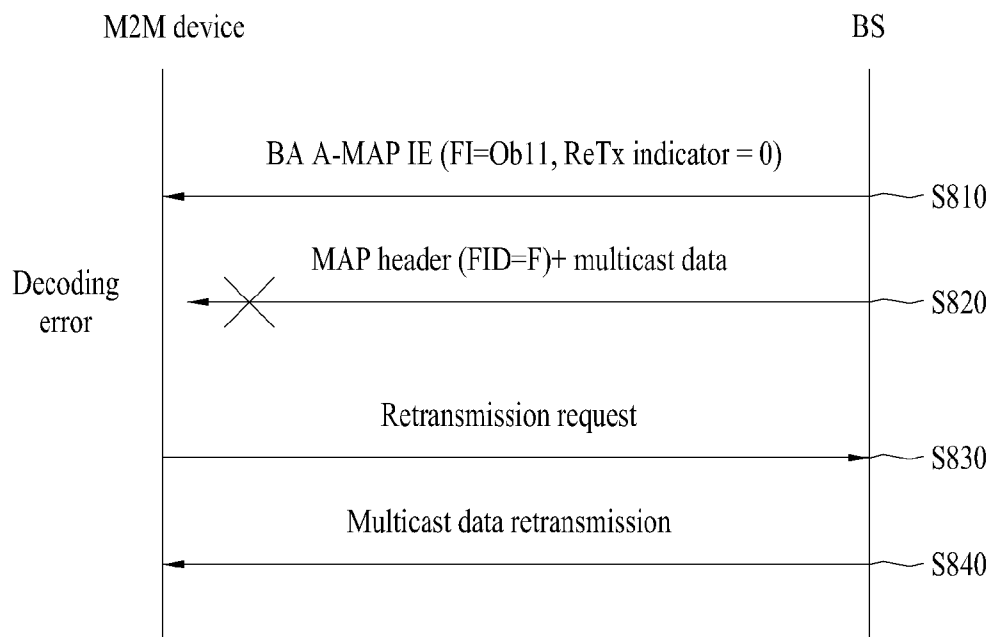 M2M device
BS
BA A-MAP IE (FI=Ob11, ReTx indicator = 0)
S810
MAP header (FID=F)+ multicast data
Decoding
error
S820
Retransmission request
S830
Multicast data retransmission
S840